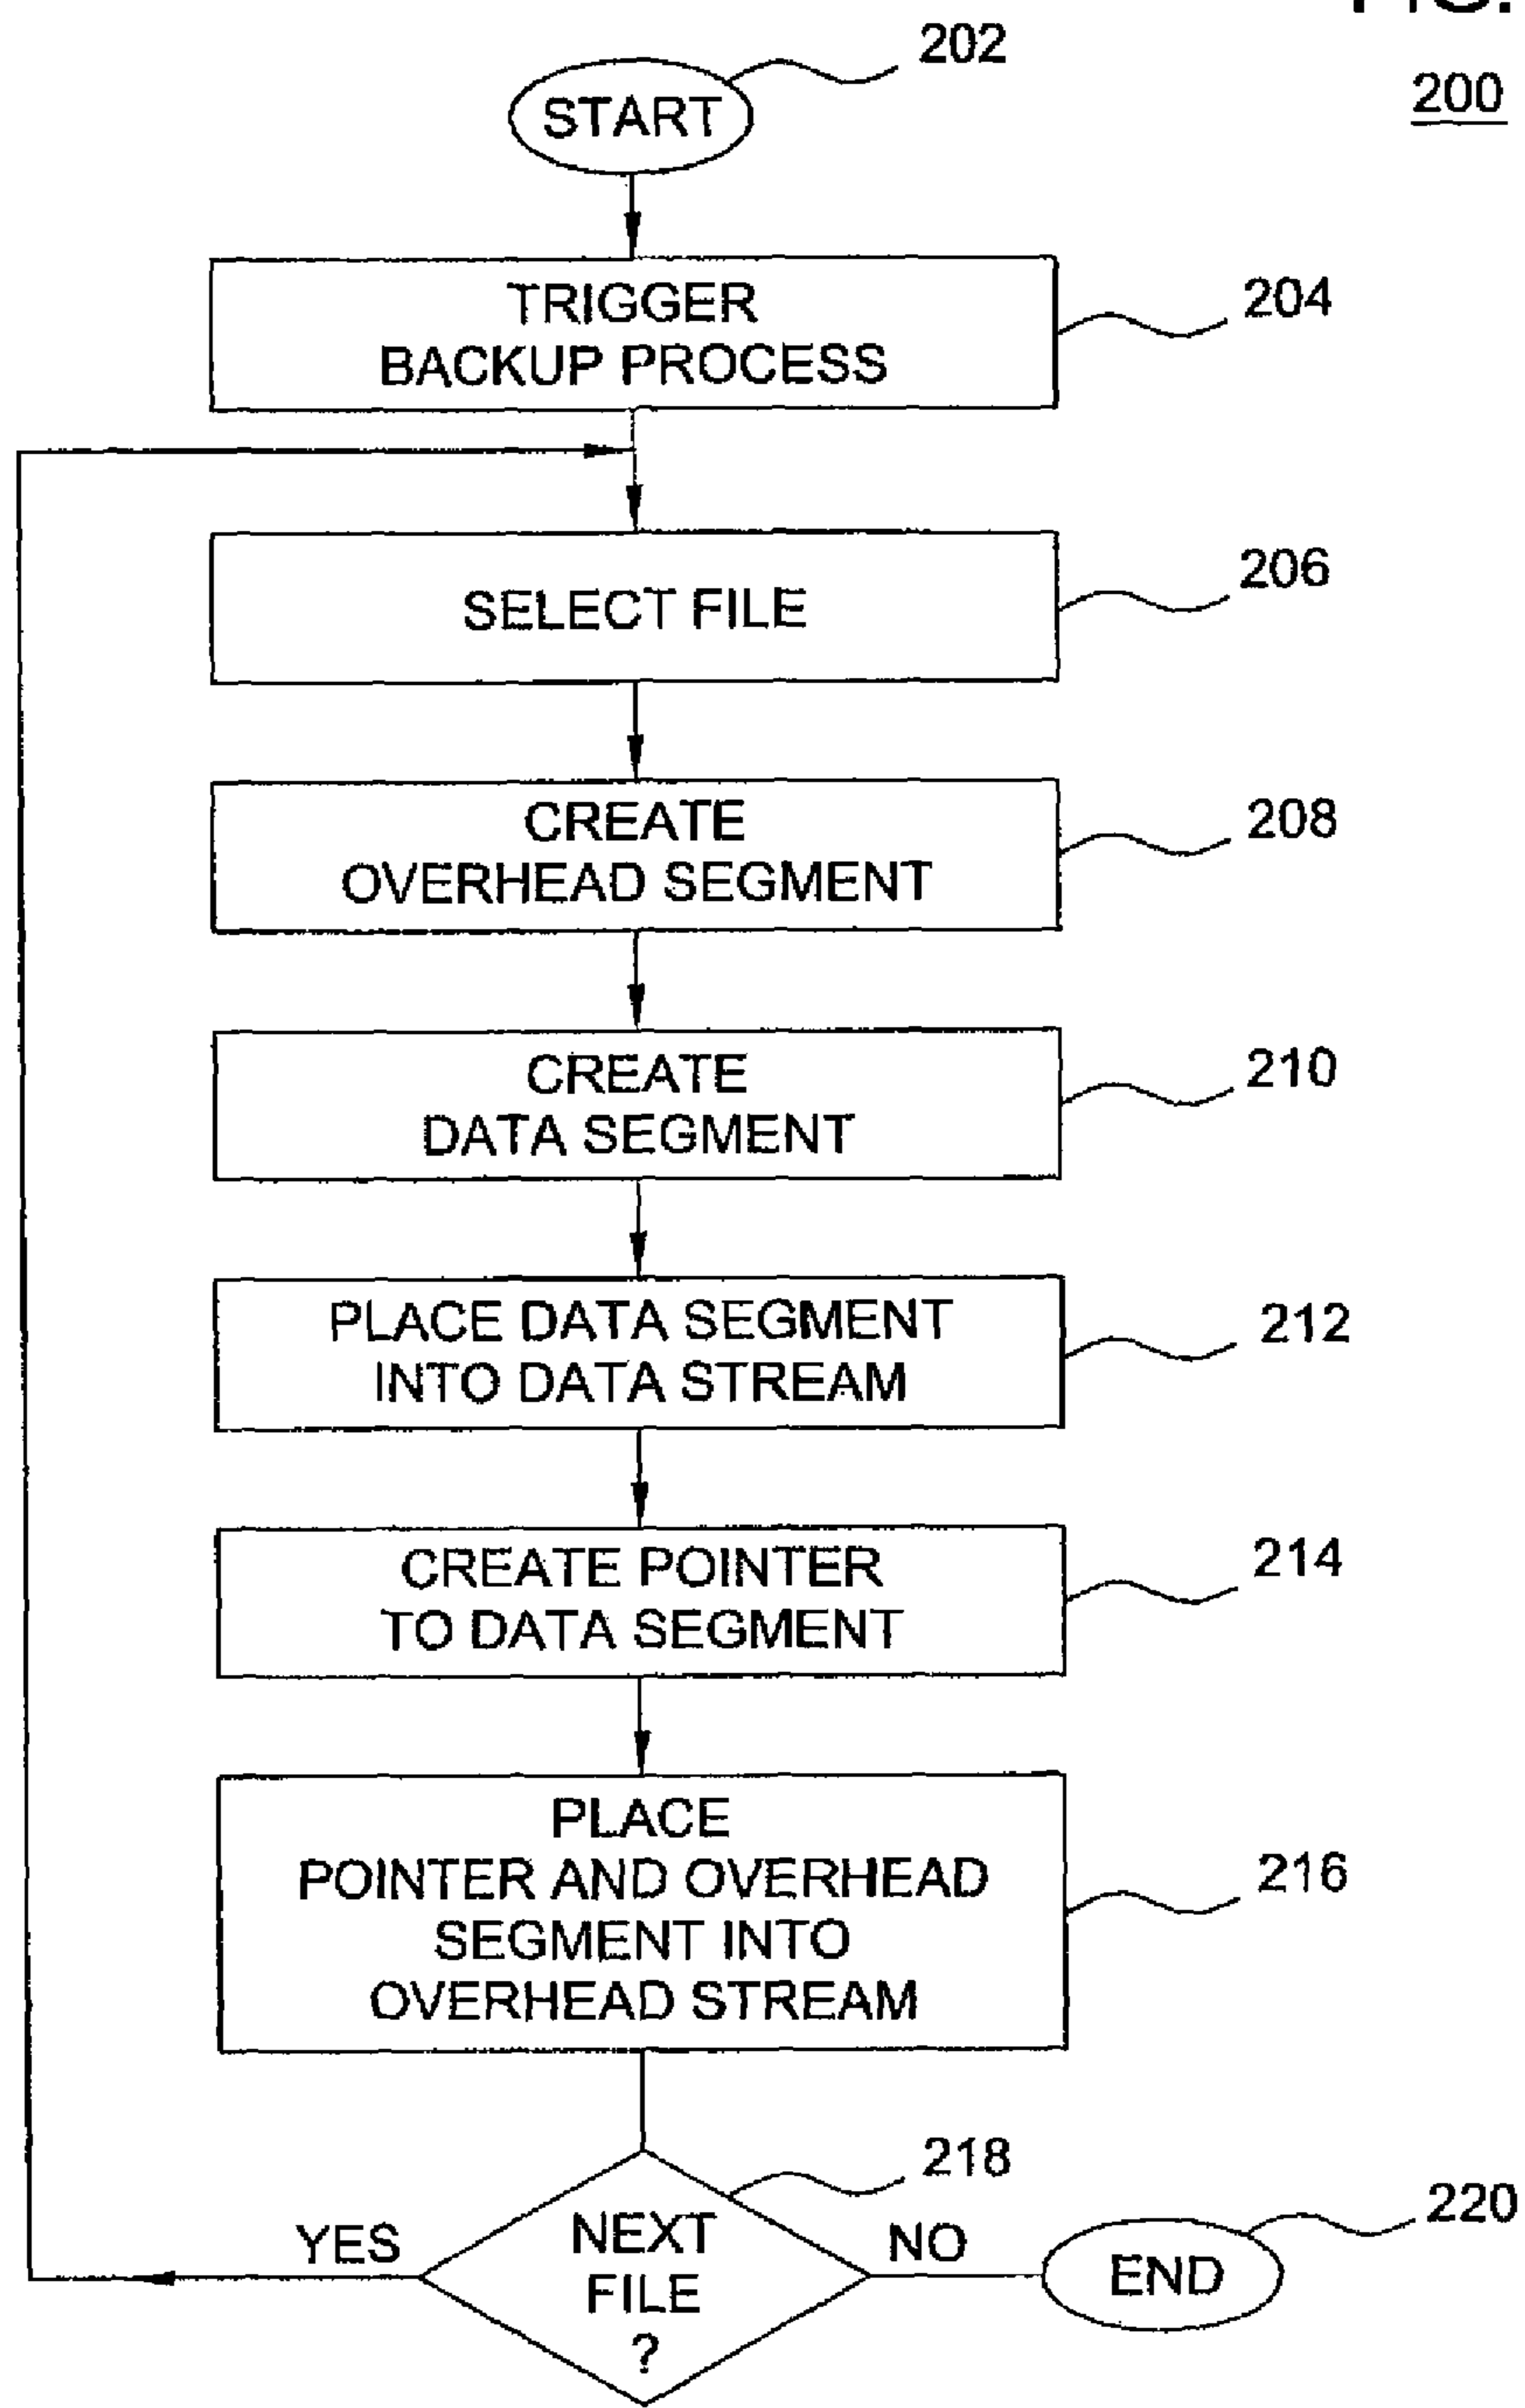 FIG.
200
202
START
204
TRIGGER
BACKUP PROCESS
206
SELECT FILE
208
CREATE
OVERHEAD SEGMENT
210
CREATE
DATA SEGMENT
212
PLACE DATA SEGMENT
INTO DATA STREAM
214
CREATE POINTER
TO DATA SEGMENT
216
PLACE
POINTER AND OVERHEAD
SEGMENT INTO
OVERHEAD STREAM
218
NEXT
FILE
?
YES
NO
220
END